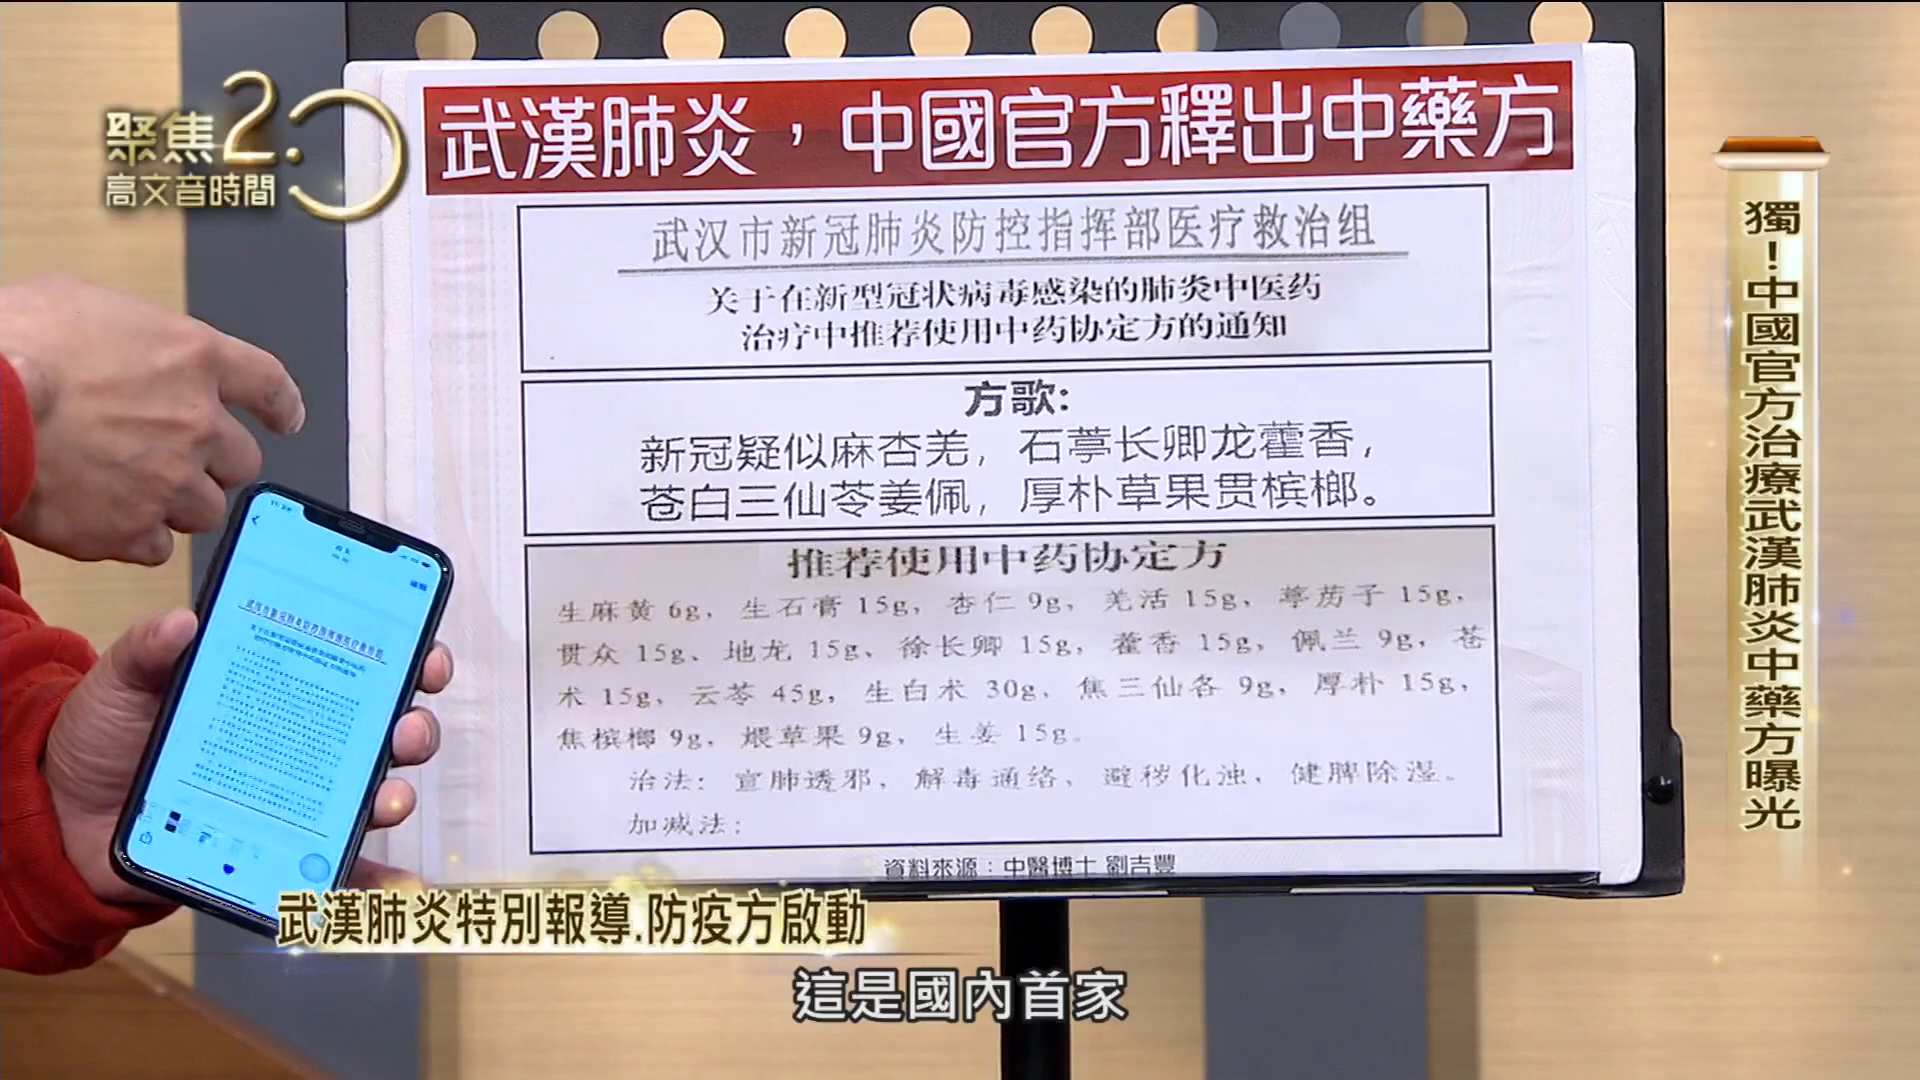 聚焦2.0
高文音時間
武漢肺炎，中國官方釋出中藥方
武汉市新冠肺炎防控指挥部医疗救治组
关于在新型冠状病毒感染的肺炎中医药
治疗中推荐使用中药协定方的通知
方歌:
新冠疑似麻杏羌，石葶长卿龙藿香，
苍白三仙苓姜佩，厚朴草果贯槟榔。
推荐使用中药协定方
生麻黄 6g，生石膏 15g，杏仁 9g，羌活 15g，葶苈子 15g，
贯众 15g、地龙 15g、徐长卿 15g，藿香 15g，佩兰 9g，苍
术 15g，云苓 45g，生白术 30g、焦三仙各 9g，厚朴 15g，
焦槟榔 9g，煨草果 9g，生姜 15g。
治法：宣肺透邪，解毒通络，避秽化浊，健脾除湿。
加减法：
資料來源：中醫博士 劉吉豐
獨！中國官方治療武漢肺炎中藥方曝光
武漢肺炎特別報導.防疫方啟動
這是國內首家